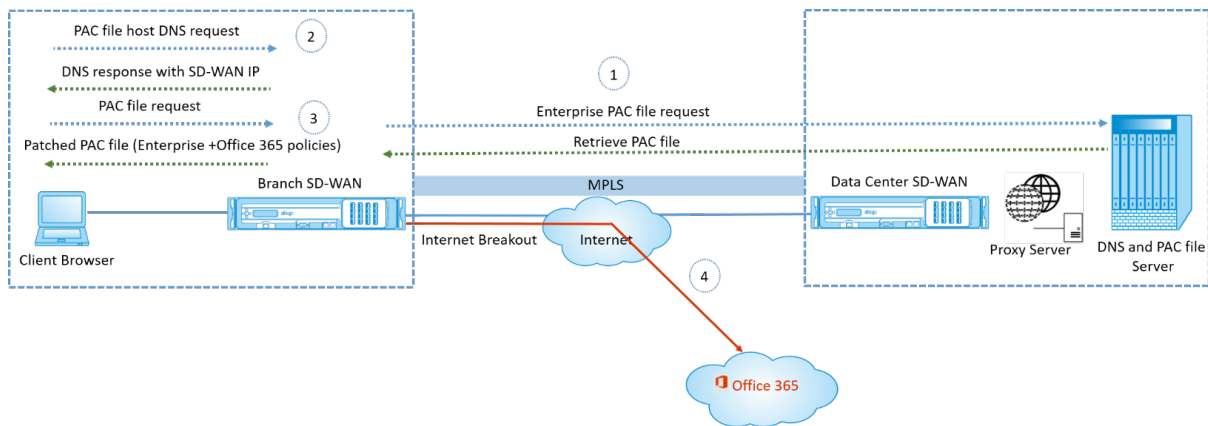 PAC file host DNS request
2
DNS response with SD-WAN IP
1
PAC file request
3
Enterprise PAC file request
Patched PAC file (Enterprise +Office 365 policies)
Retrieve PAC file
Branch SD-WAN
MPLS
Data Center SD-WAN
Internet Breakout
Internet
Client Browser
Proxy Server
DNS and PAC file
Server
4
Office 365